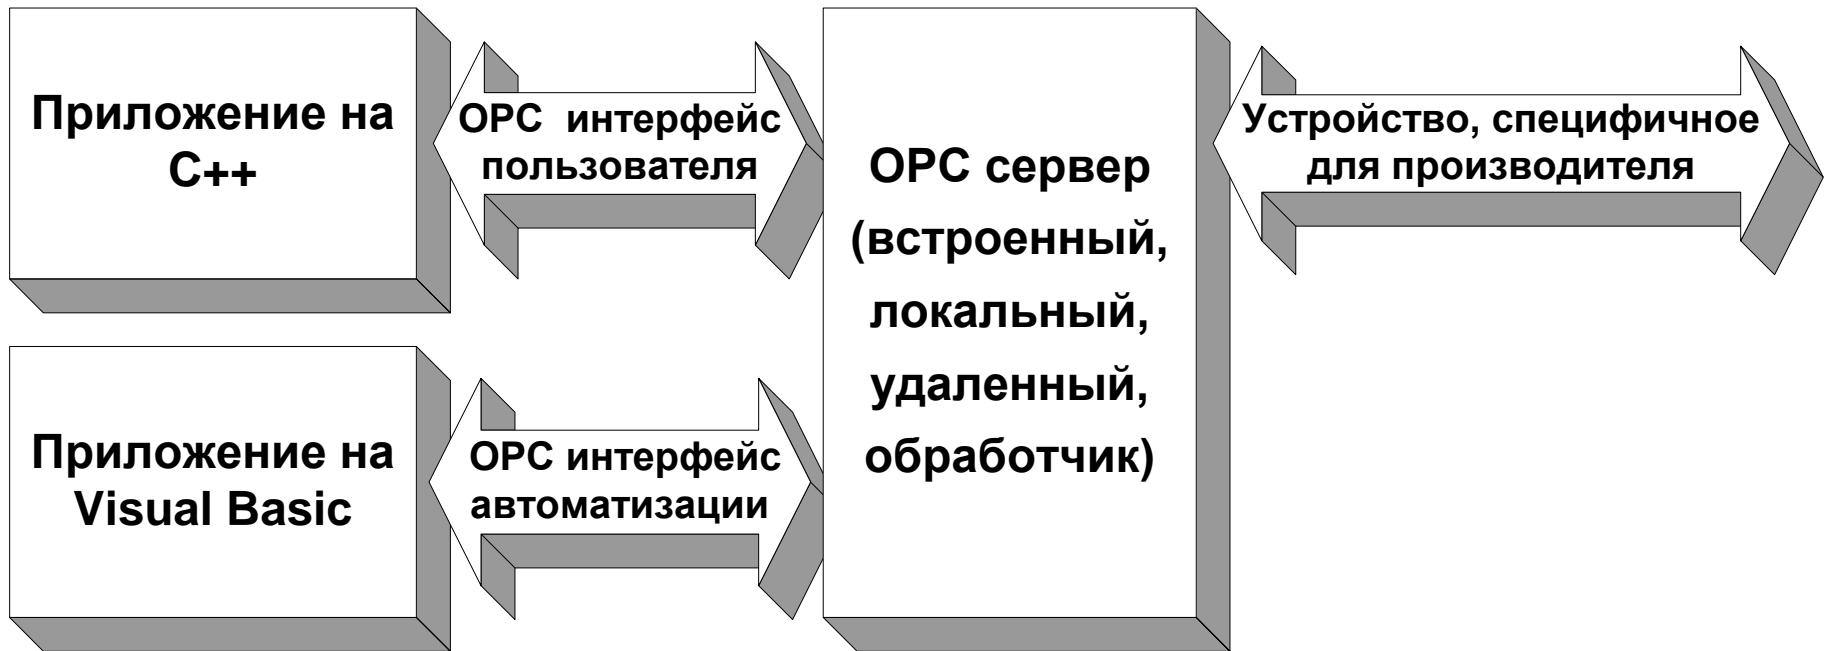 Приложение на
C++
OPC интерфейс
пользователя
OPC сервер
(встроенный,
локальный,
удаленный,
обработчик)
Устройство, специфичное
для производителя
Приложение на
Visual Basic
OPC интерфейс
автоматизации